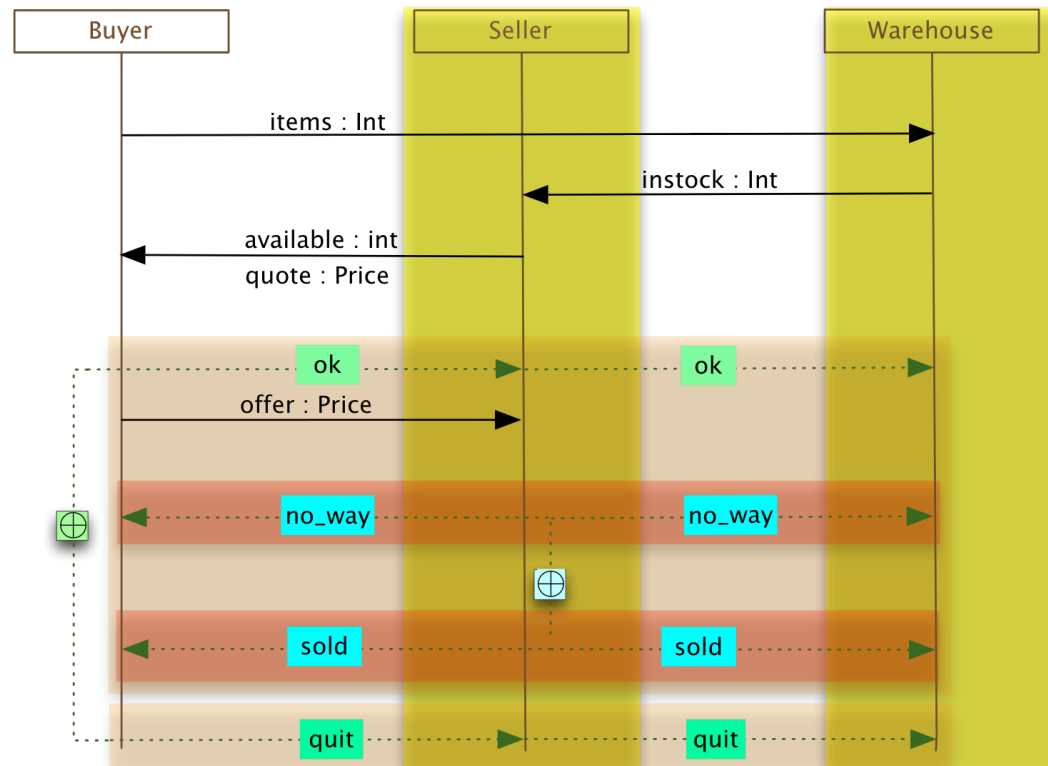 Buyer
Seller
Warehouse
items : Int
instock : Int
available : int
quote : Price
ok
ok
offer : Price
no_way
no_way
sold
sold
quit
quit